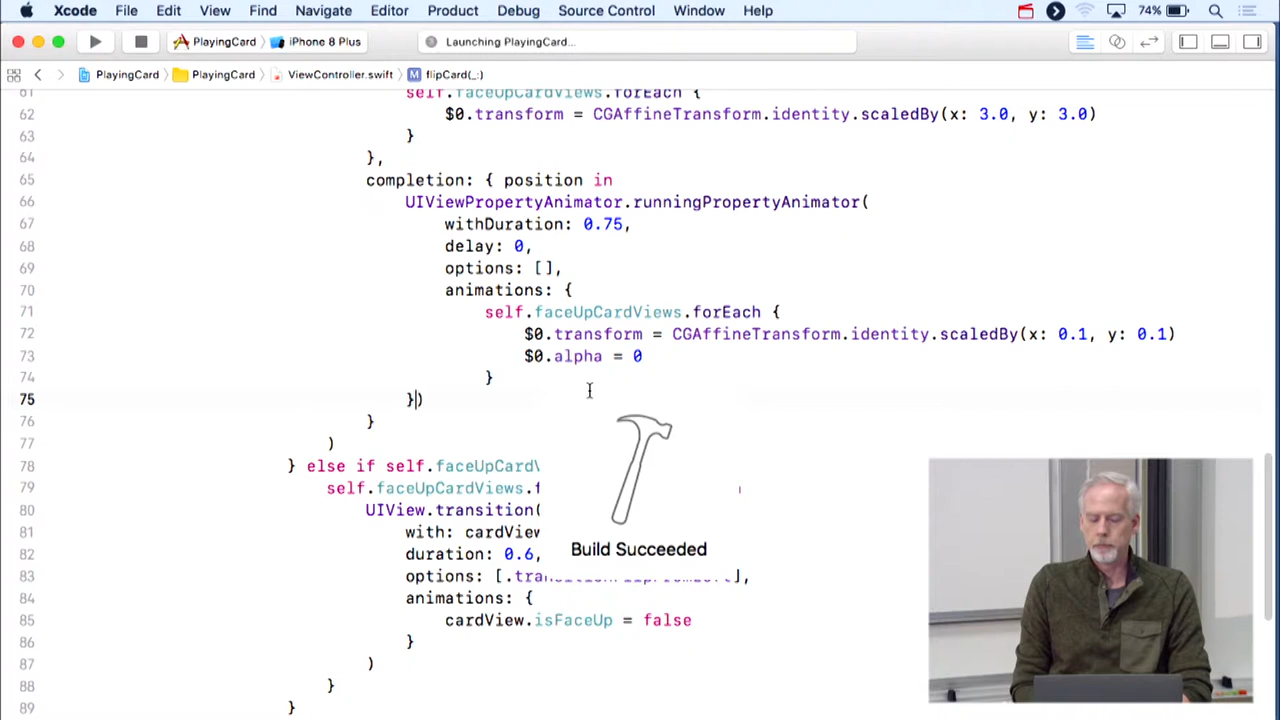 Xcode File Edit View Find Navigate Editor Product Debug Source Control Window Help 74%
PlayingCard iPhone 8 Plus Launching PlayingCard...
PlayingCard PlayingCard ViewController.swift M flipCard(_:)
61 self.faceUpCardViews.forEach {
62 $0.transform = CGAffineTransform.identity.scaledBy(x: 3.0, y: 3.0)
63 }
64 },
65 completion: { position in
66 UIViewPropertyAnimator.runningPropertyAnimator(
67 withDuration: 0.75,
68 delay: 0,
69 options: [],
70 animations: {
71 self.faceUpCardViews.forEach {
72 $0.transform = CGAffineTransform.identity.scaledBy(x: 0.1, y: 0.1)
73 $0.alpha = 0
74 }
75 })
76 }
77 )
78 } else if self.faceUpCard
79 self.faceUpCardViews.f
80 UIView.transition(
81 with: cardView
82 duration: 0.6,
Build Succeeded
83 options: [ ],
84 animations: {
85 cardView.isFaceUp = false
86 }
87 )
88 }
89 }